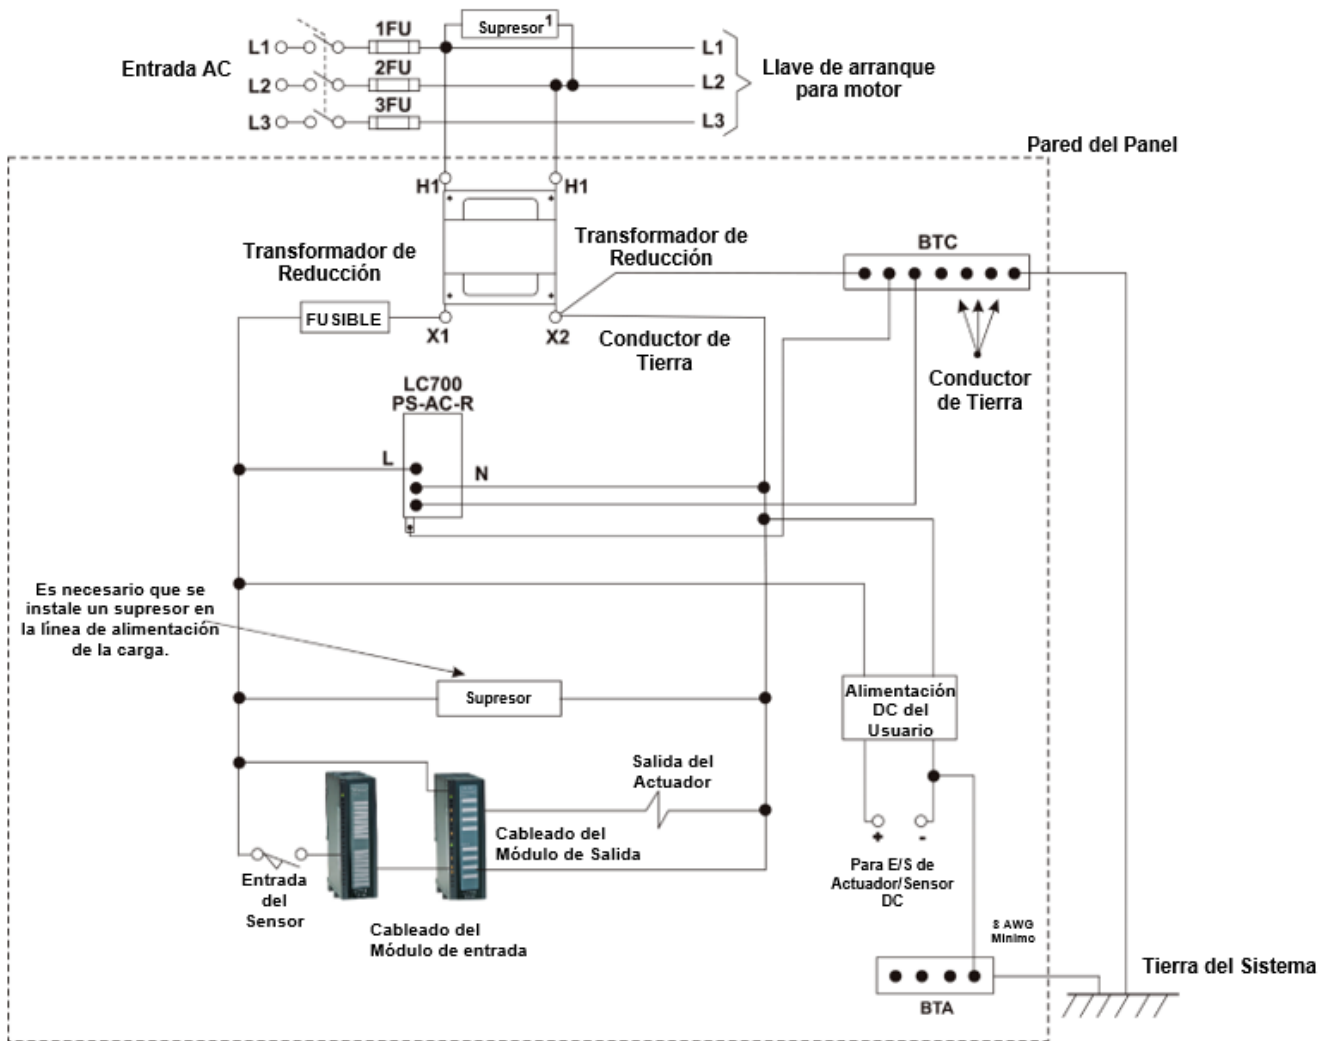 Entrada AC
L1
1FU
Supresor1
L1
L2
2FU
L2
L3
3FU
L3
Llave de arranque
para motor
Pared del Panel
H1
H1
Transformador de
Reducción
Transformador de
Reducción
BTC
FUSIBLE
X1
X2
Conductor de
Tierra
Conductor
de Tierra
LC700
PS-AC-R
L
N
Es necesario que se
instale un supresor en
la línea de alimentación
de la carga.
Supresor
Alimentación
DC del
Usuario
Salida del
Actuador
+
-
Cableado del
Módulo de Salida
Para E/S de
Actuador/Sensor
DC
Entrada
del
Sensor
Cableado del
Módulo de entrada
8 AWG
Mínimo
BTA
Tierra del Sistema